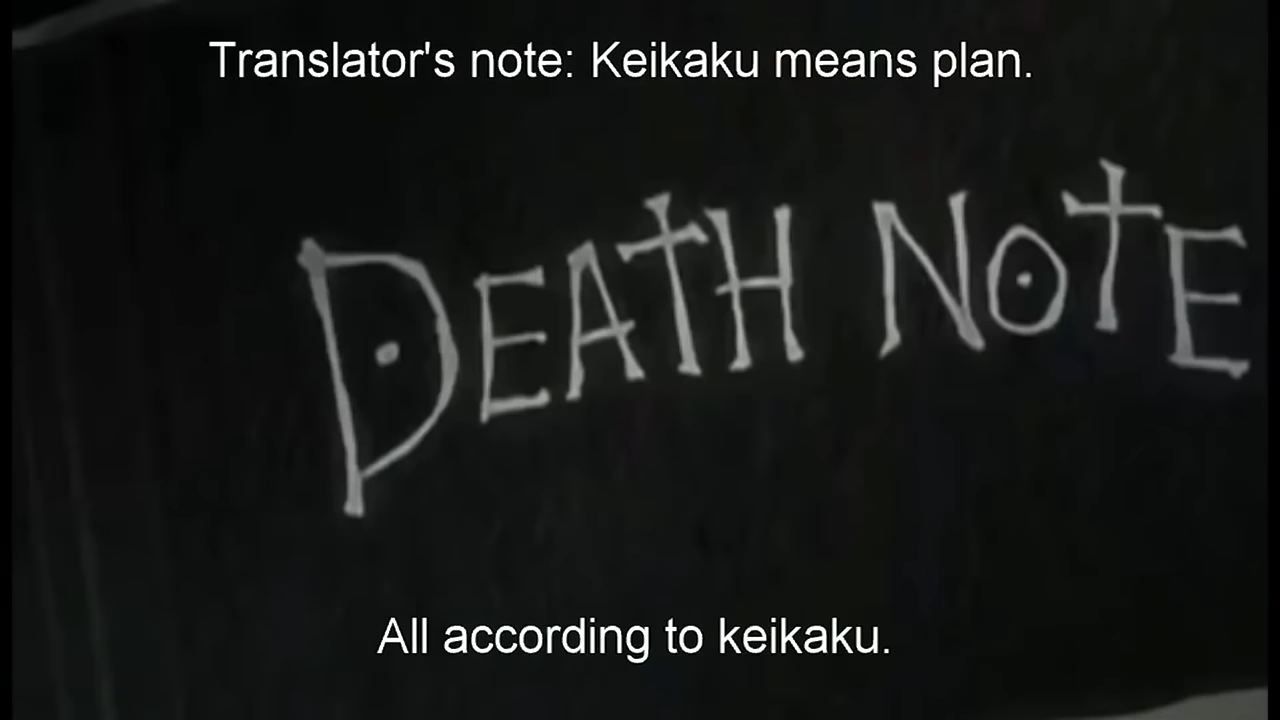 Translator's note: Keikaku means plan.
DEATH NOTE
All according to keikaku.